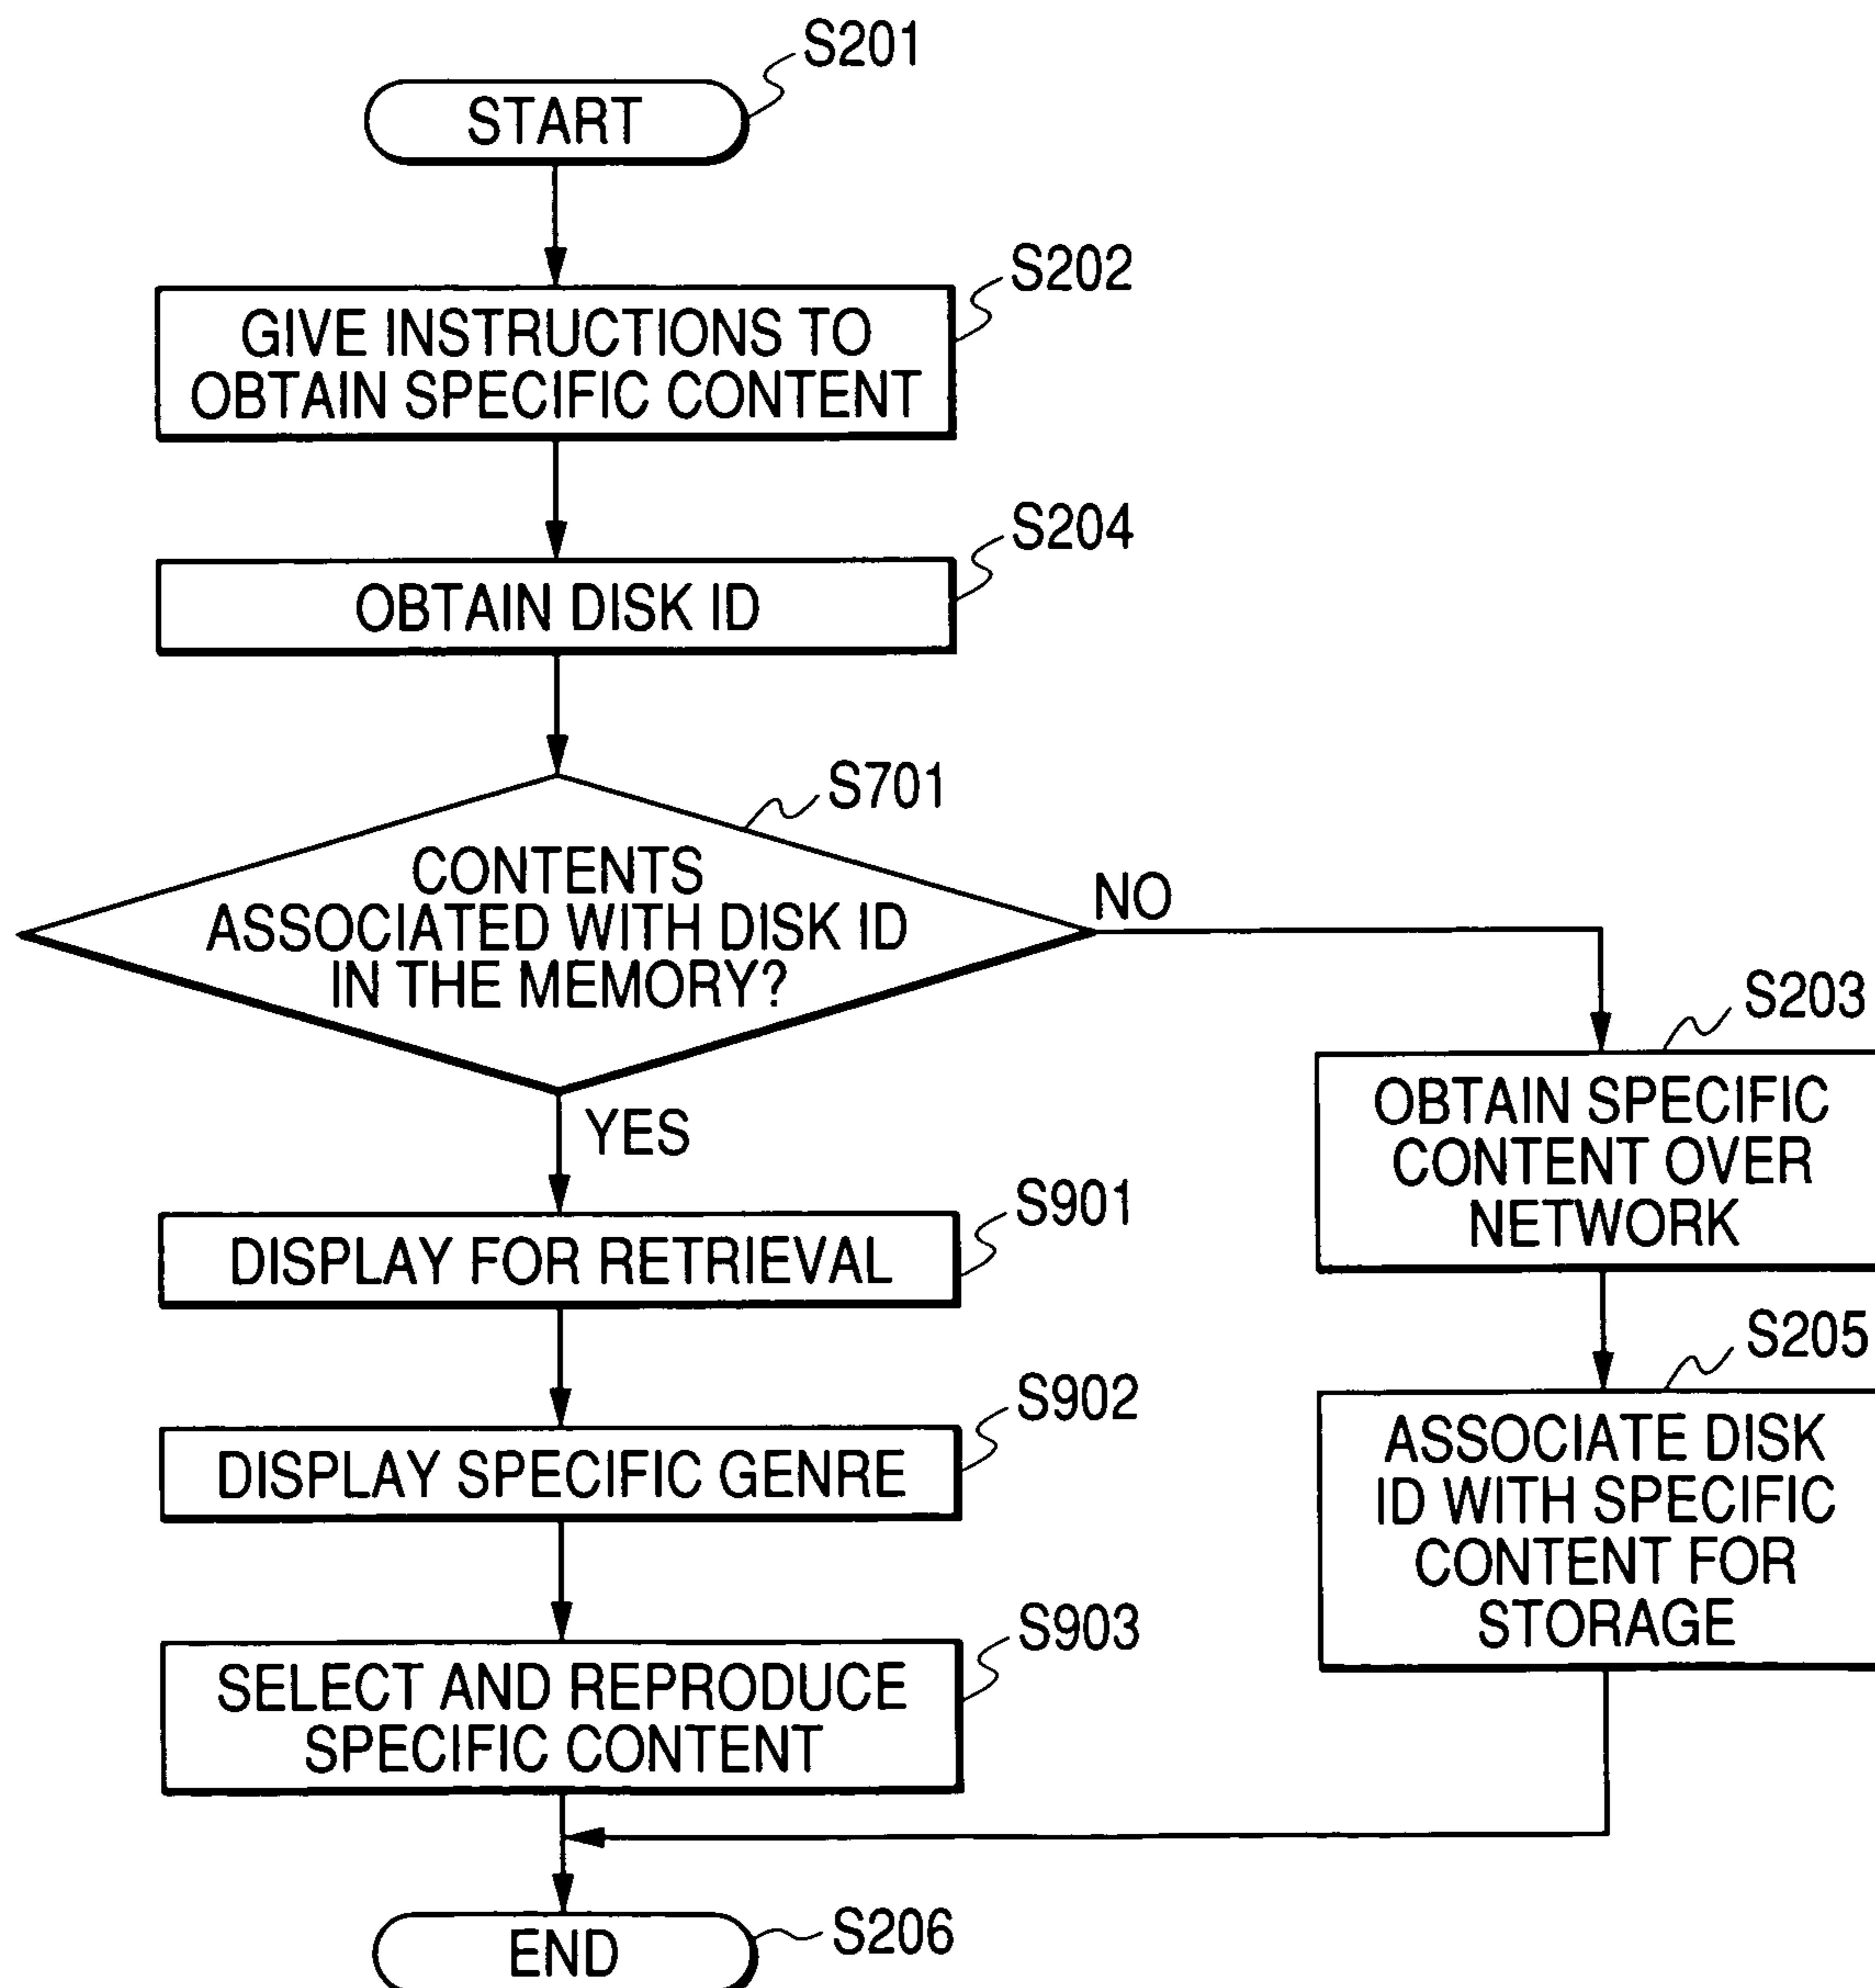 S201
START
S202
GIVE INSTRUCTIONS TO
OBTAIN SPECIFIC CONTENT
S204
OBTAIN DISK ID
S701
CONTENTS
ASSOCIATED WITH DISK ID
IN THE MEMORY?
NO
YES
S203
OBTAIN SPECIFIC
CONTENT OVER
NETWORK
S901
DISPLAY FOR RETRIEVAL
S205
ASSOCIATE DISK
ID WITH SPECIFIC
CONTENT FOR
STORAGE
S902
DISPLAY SPECIFIC GENRE
S903
SELECT AND REPRODUCE
SPECIFIC CONTENT
S206
END